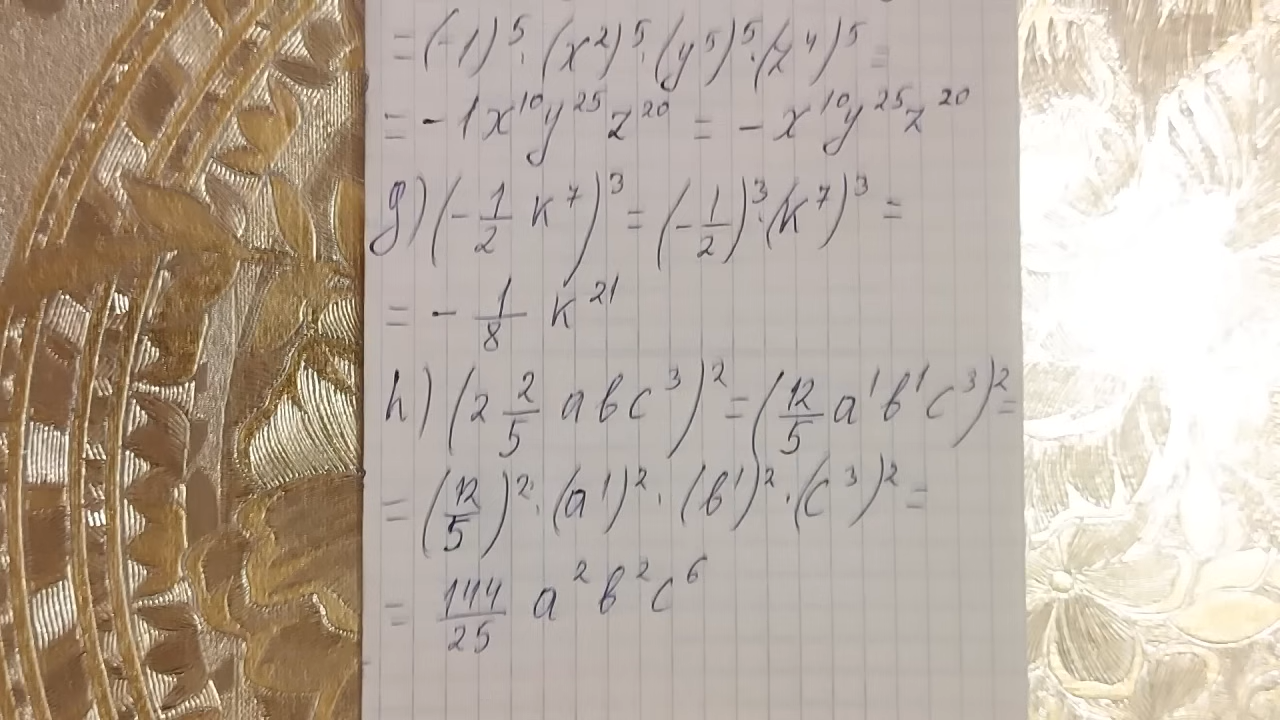 = (-1)⁵ · (x²)⁵ · (y⁵)⁵ · (z⁴)⁵ =
= - 1x¹⁰y²⁵z²⁰ = - x¹⁰y²⁵z²⁰
g) (- 1/2 k⁷)³ = (- 1/2)³ · (k⁷)³ =
= - 1/8 k²¹
h) (2 2/5 abc³)² = (12/5 a¹b¹c³)² =
= (12/5)² · (a¹)² · (b¹)² · (c³)² =
= 144/25 a²b²c⁶